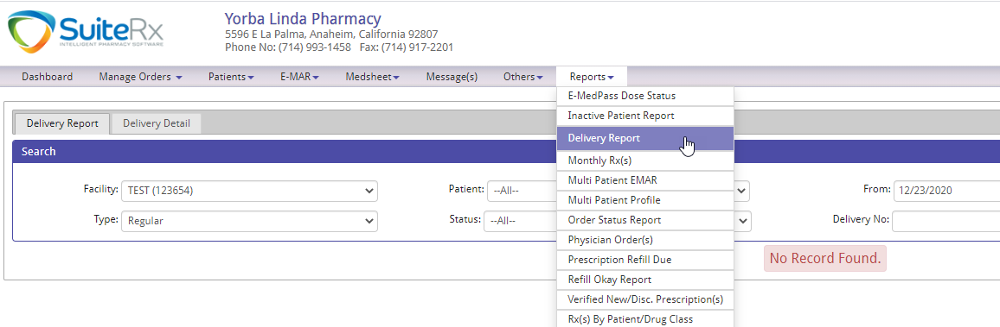 SuiteRx
INTELLIGENT PHARMACY SOFTWARE
Yorba Linda Pharmacy
5596 E La Palma, Anaheim, California 92807
Phone No: (714) 993-1458 Fax: (714) 917-2201
Dashboard Manage Orders Patients E-MAR Medsheet Message(s) Others Reports
E-MedPass Dose Status
Inactive Patient Report
Delivery Report
Monthly Rx(s)
Multi Patient EMAR
Multi Patient Profile
Order Status Report
Physician Order(s)
Prescription Refill Due
Refill Okay Report
Verified New/Disc. Prescription(s)
Rx(s) By Patient/Drug Class
Delivery Report Delivery Detail
Search
Facility: TEST (123654) Patient: --All-- From: 12/23/2020
Type: Regular Status: --All-- Delivery No:
No Record Found.